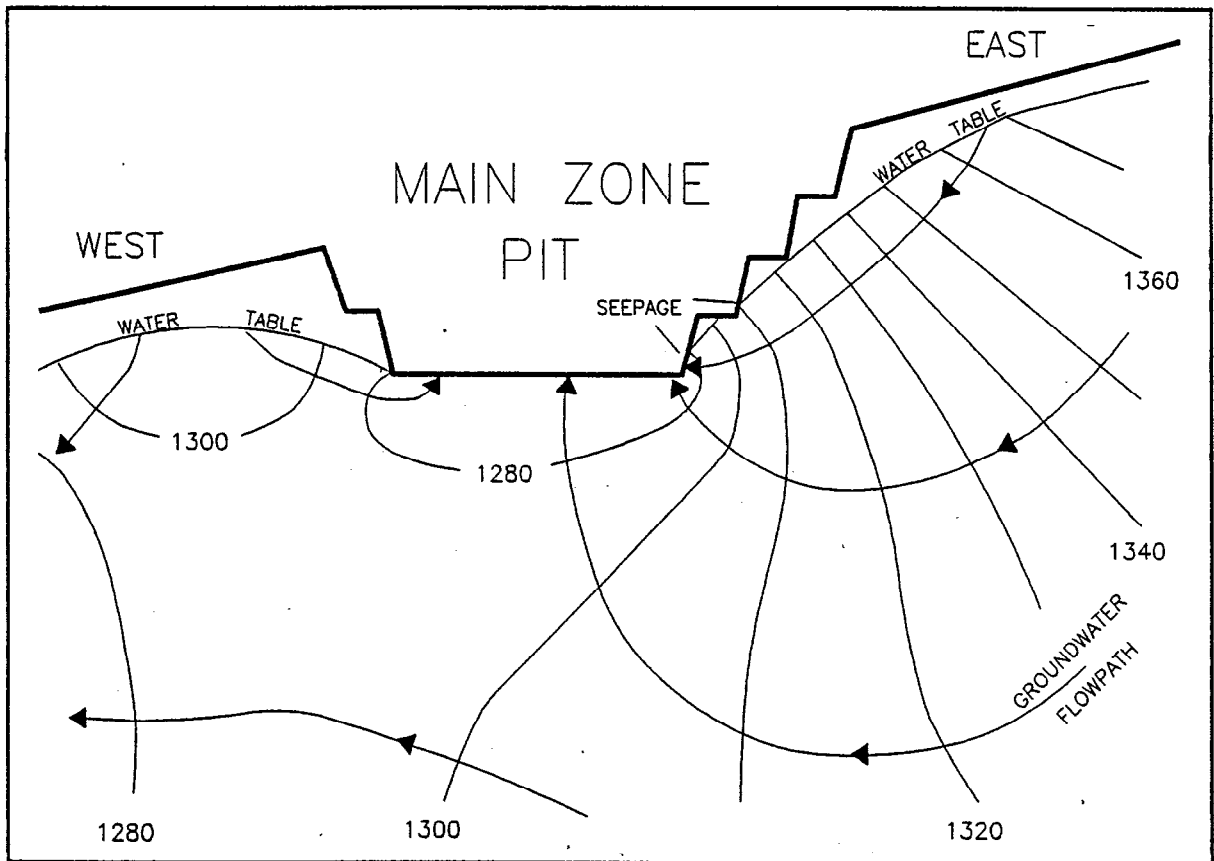 EAST
MAIN ZONE
PIT
WEST
WATER TABLE
WATER TABLE
SEEPAGE
1360
1300
1280
1340
GROUNDWATER
FLOWPATH
1280
1300
1320